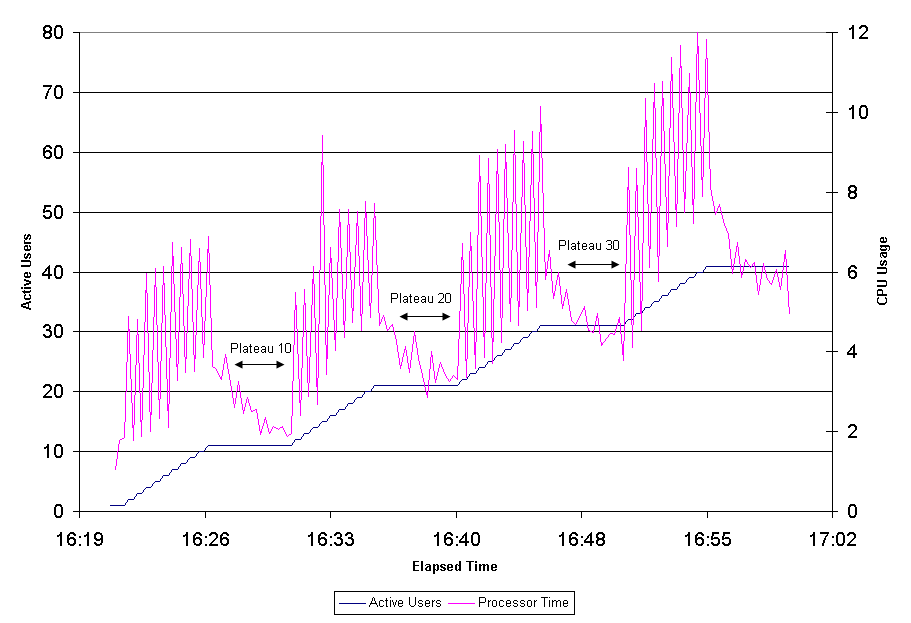 80
70
60
50
40
30
20
10
0
Active Users
12
10
8
6
4
2
0
CPU Usage
Plateau 10
Plateau 20
Plateau 30
16:19 16:26 16:33 16:40 16:48 16:55 17:02
Elapsed Time
Active Users Processor Time